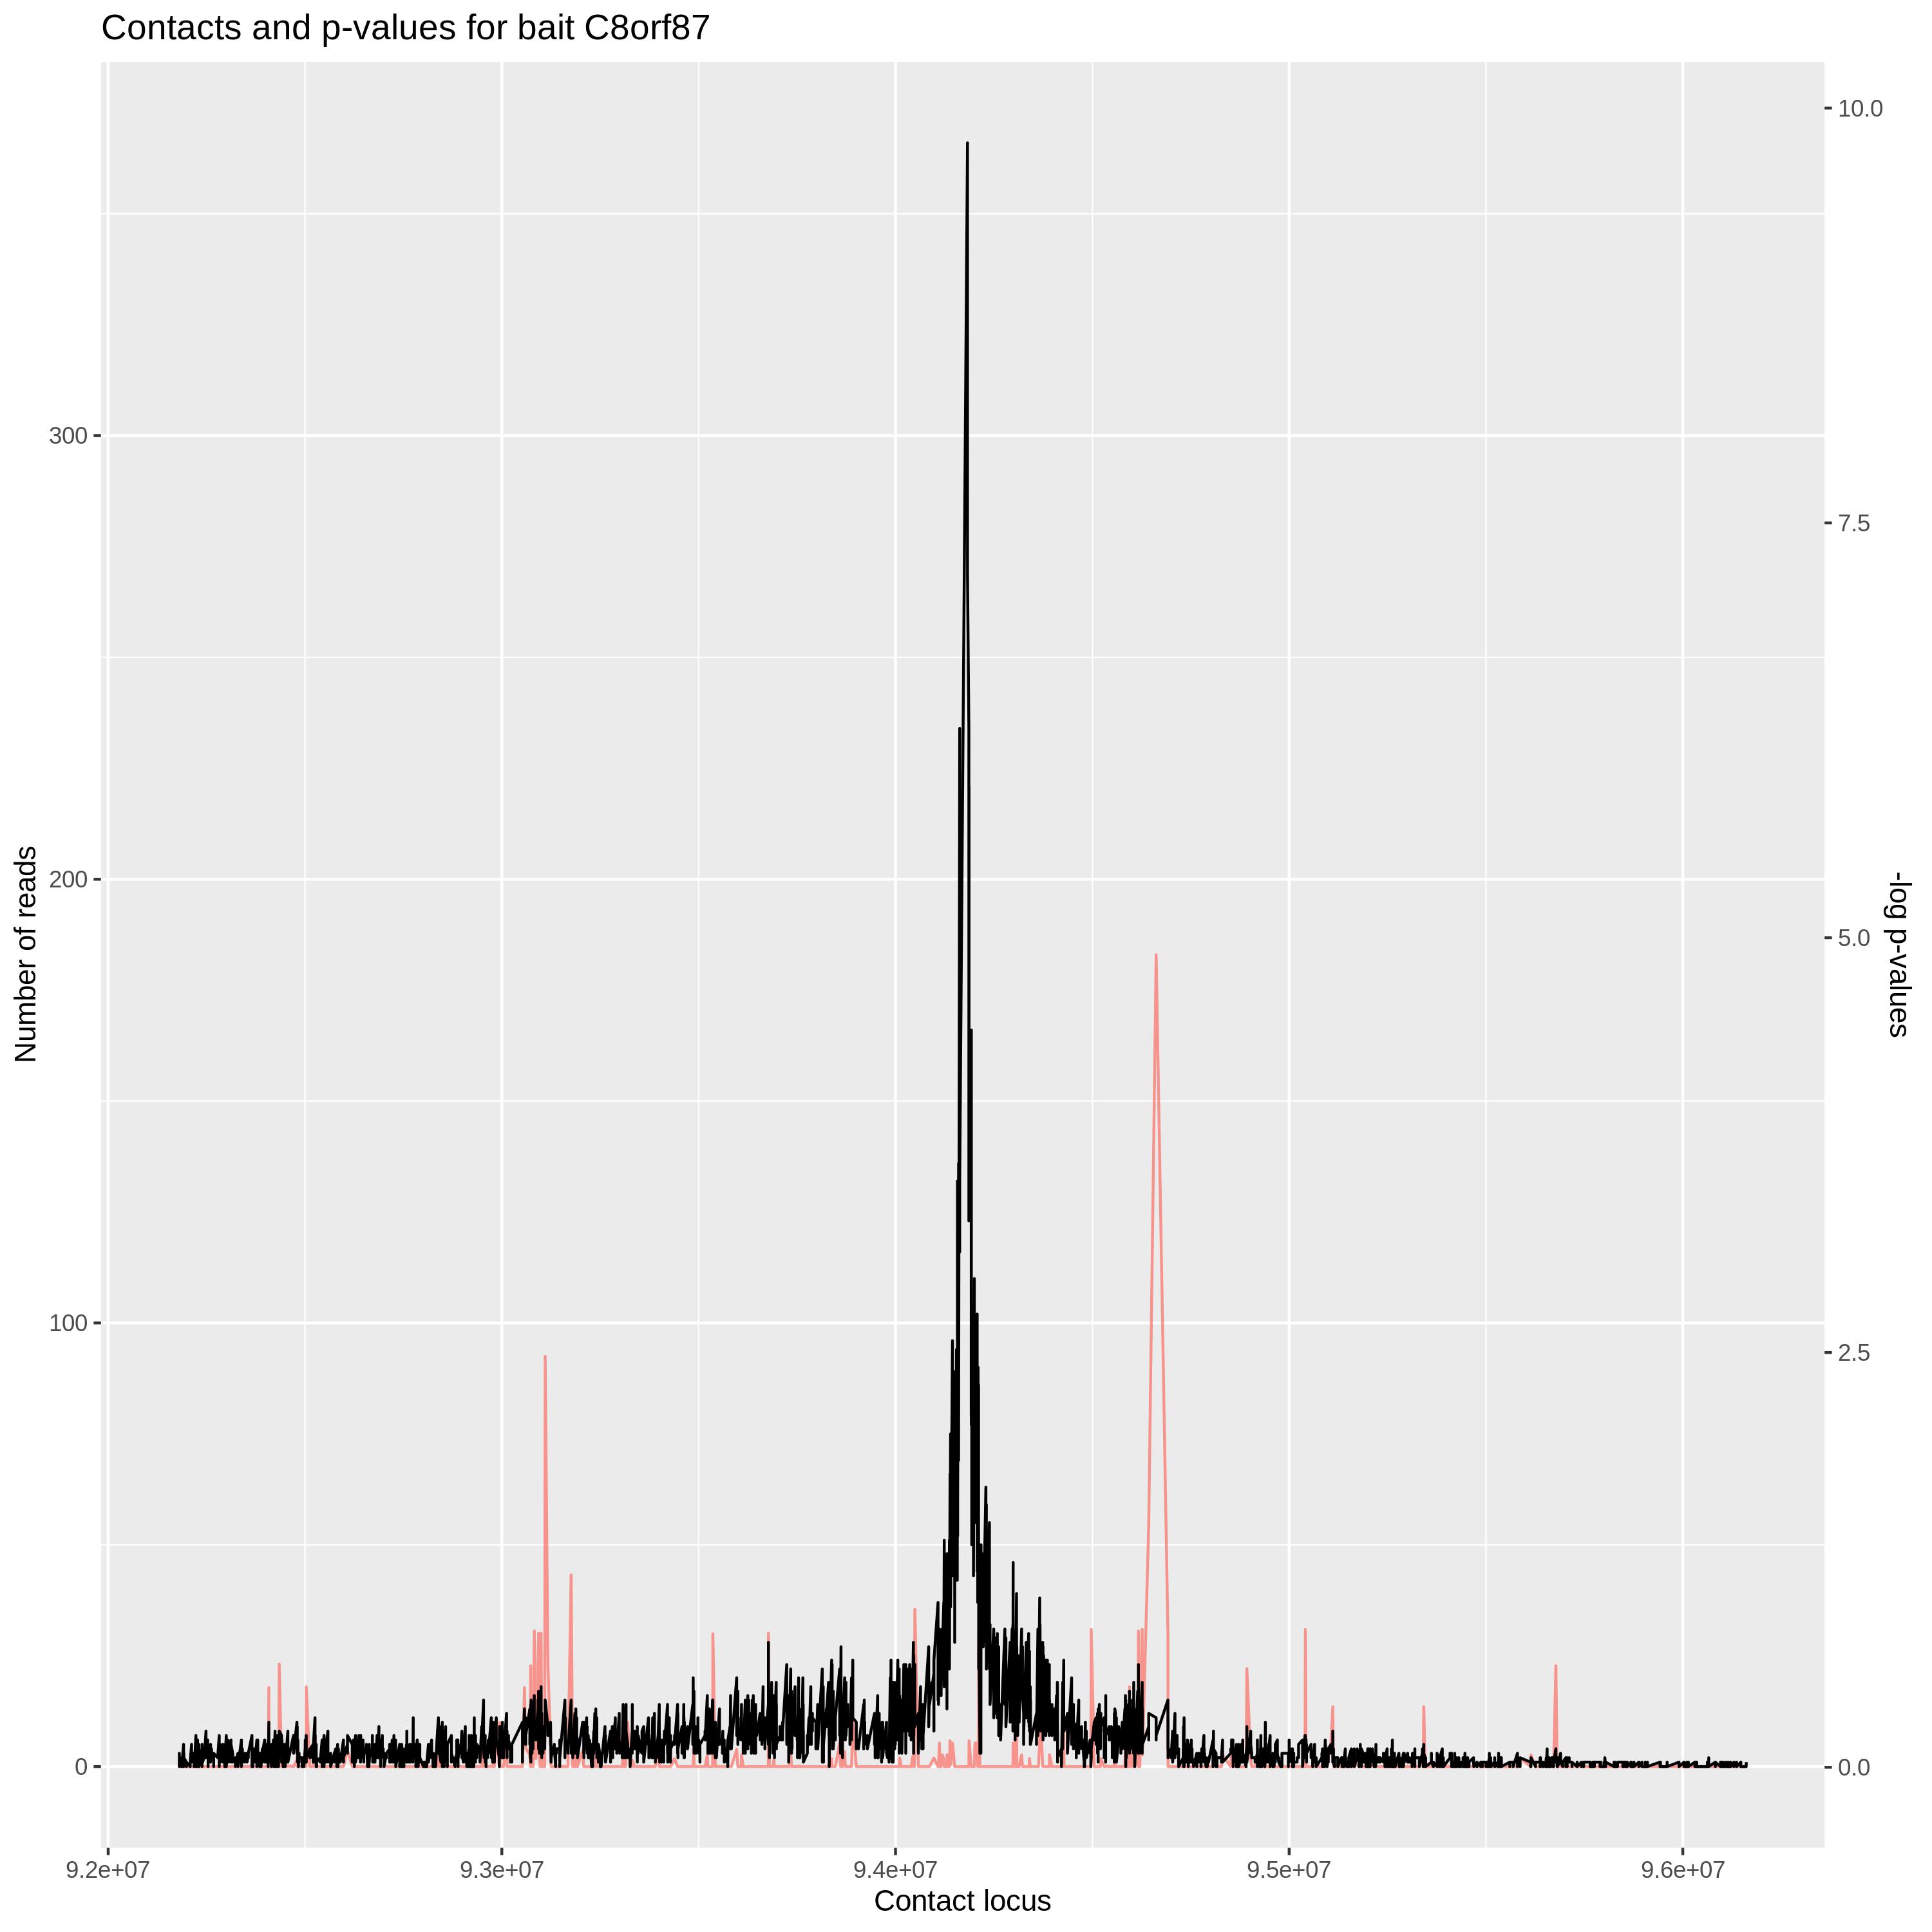 Contacts and p-values for bait C8orf87
Number of reads
300
200
100
0
10.0
7.5
5.0
2.5
0.0
-log p-values
9.2e+07 9.3e+07 9.4e+07 9.5e+07 9.6e+07
Contact locus